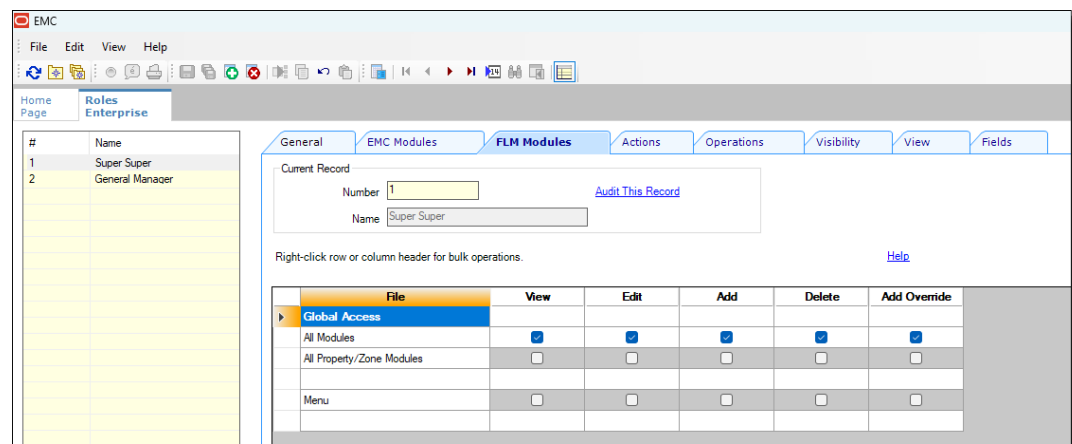 EMC
File Edit View Help
Home Page
Roles Enterprise
# Name
1 Super Super
2 General Manager
General EMC Modules FLM Modules Actions Operations Visibility View Fields
Current Record
Number 1 Audit This Record
Name Super Super
Right-click row or column header for bulk operations. Help
File View Edit Add Delete Add Override
Global Access
All Modules
All Property/Zone Modules
Menu